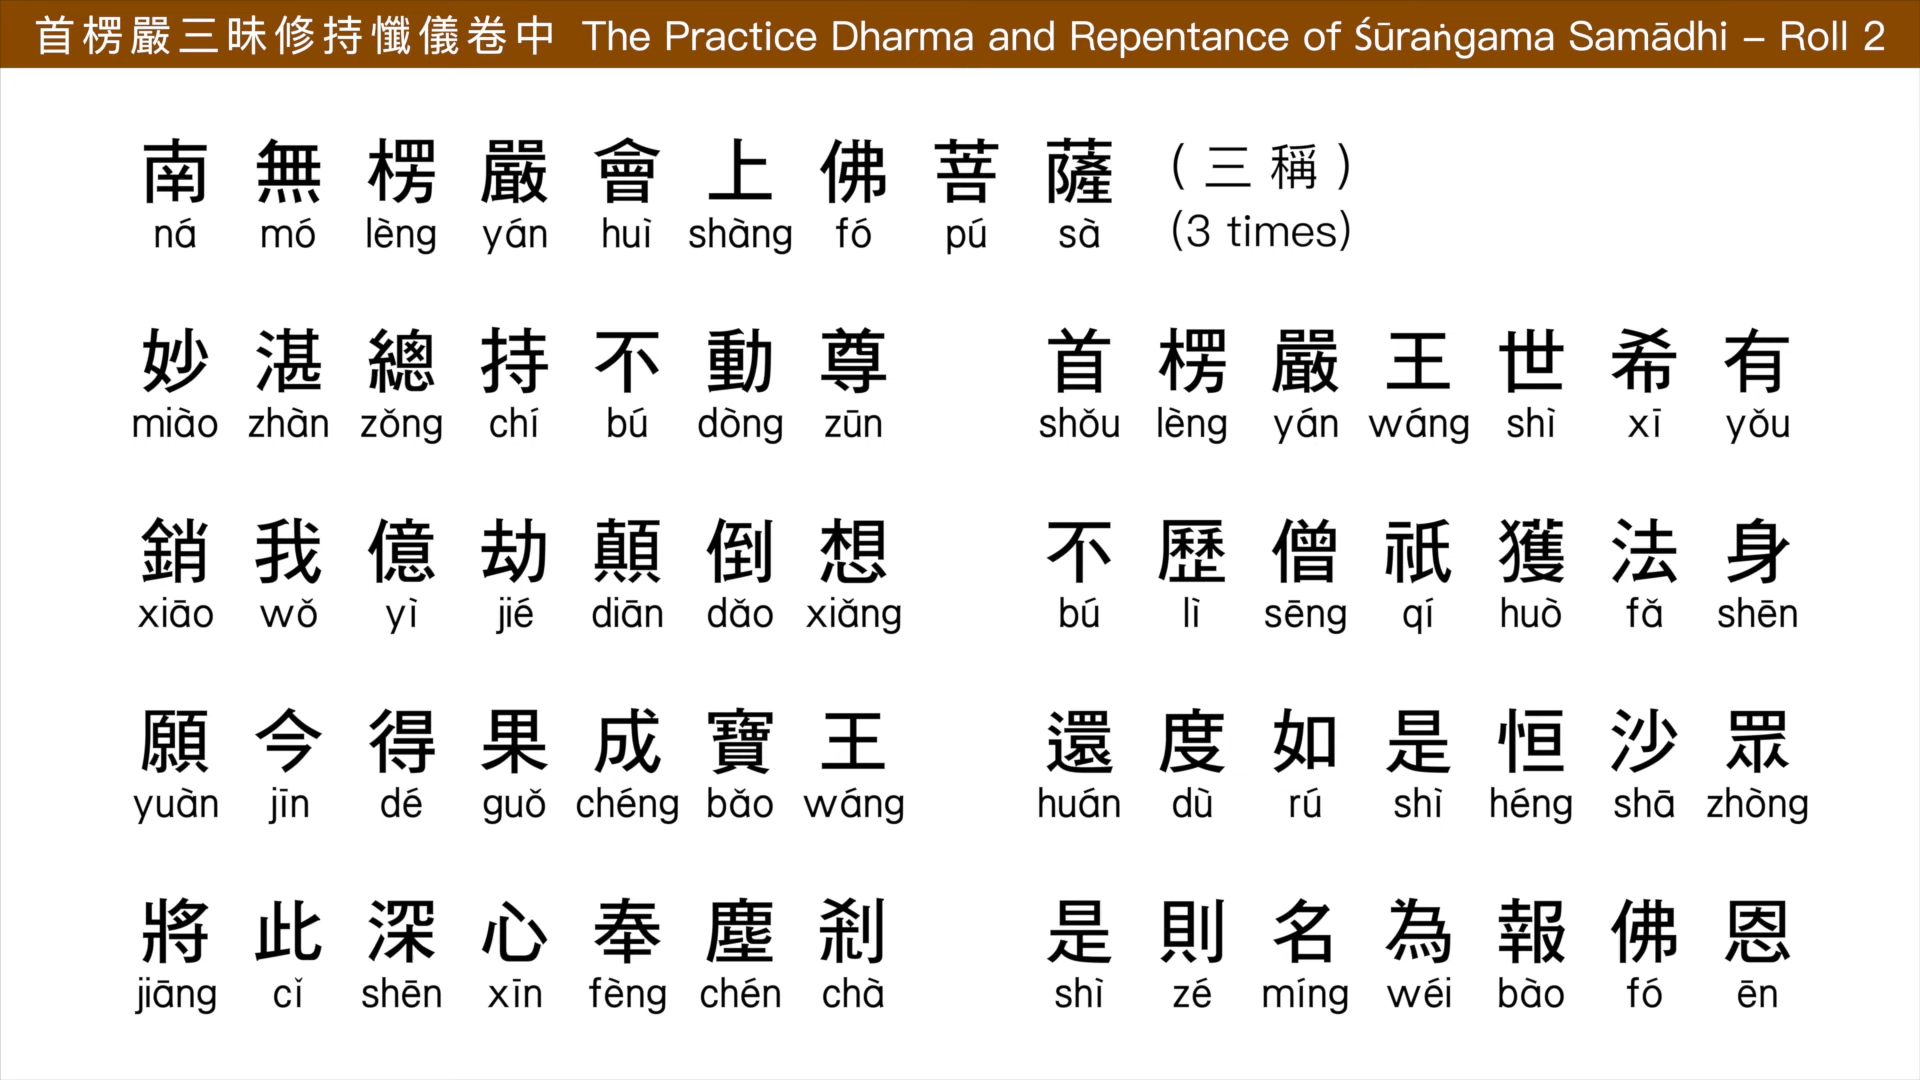 首楞嚴三昧修持懺儀卷中 The Practice Dharma and Repentance of Śūraṅgama Samādhi – Roll 2
南無楞嚴會上佛菩薩 (三稱)
ná mó lèng yán huì shàng fó pú sà (3 times)
妙湛總持不動尊 首楞嚴王世希有
miào zhàn zǒng chí bú dòng zūn shǒu lèng yán wáng shì xī yǒu
銷我億劫顛倒想 不歷僧祇獲法身
xiāo wǒ yì jié diān dǎo xiǎng bú lì sēng qí huò fǎ shēn
願今得果成寶王 還度如是恒沙眾
yuàn jīn dé guǒ chéng bǎo wáng huán dù rú shì héng shā zhòng
將此深心奉塵剎 是則名為報佛恩
jiāng cǐ shēn xīn fèng chén chà shì zé míng wéi bào fó ēn